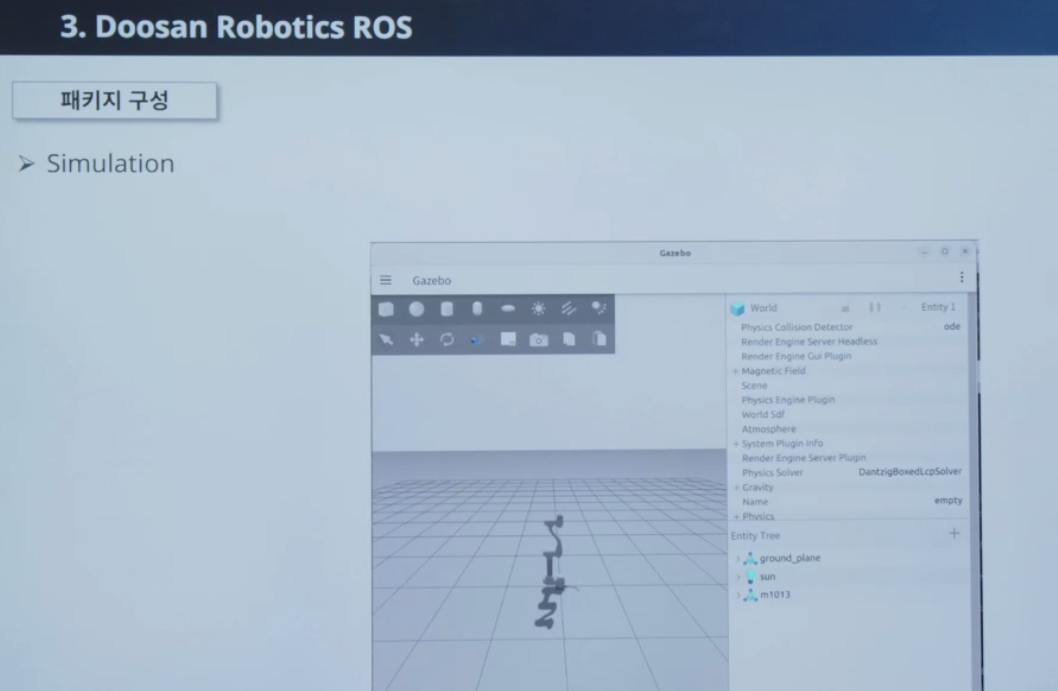 3. Doosan Robotics ROS
패키지 구성
➢ Simulation
Gazebo
Gazebo
World Entity 1
Physics Collision Detector ode
Render Engine Server Headless
Render Engine Gui Plugin
+ Magnetic Field
Scene
Physics Engine Plugin
World Sdf
Atmosphere
+ System Plugin Info
Render Engine Server Plugin
Physics Solver DantzigBoxedLcpSolver
+ Gravity
Name empty
+ Physics
Entity Tree
ground_plane
sun
m1013